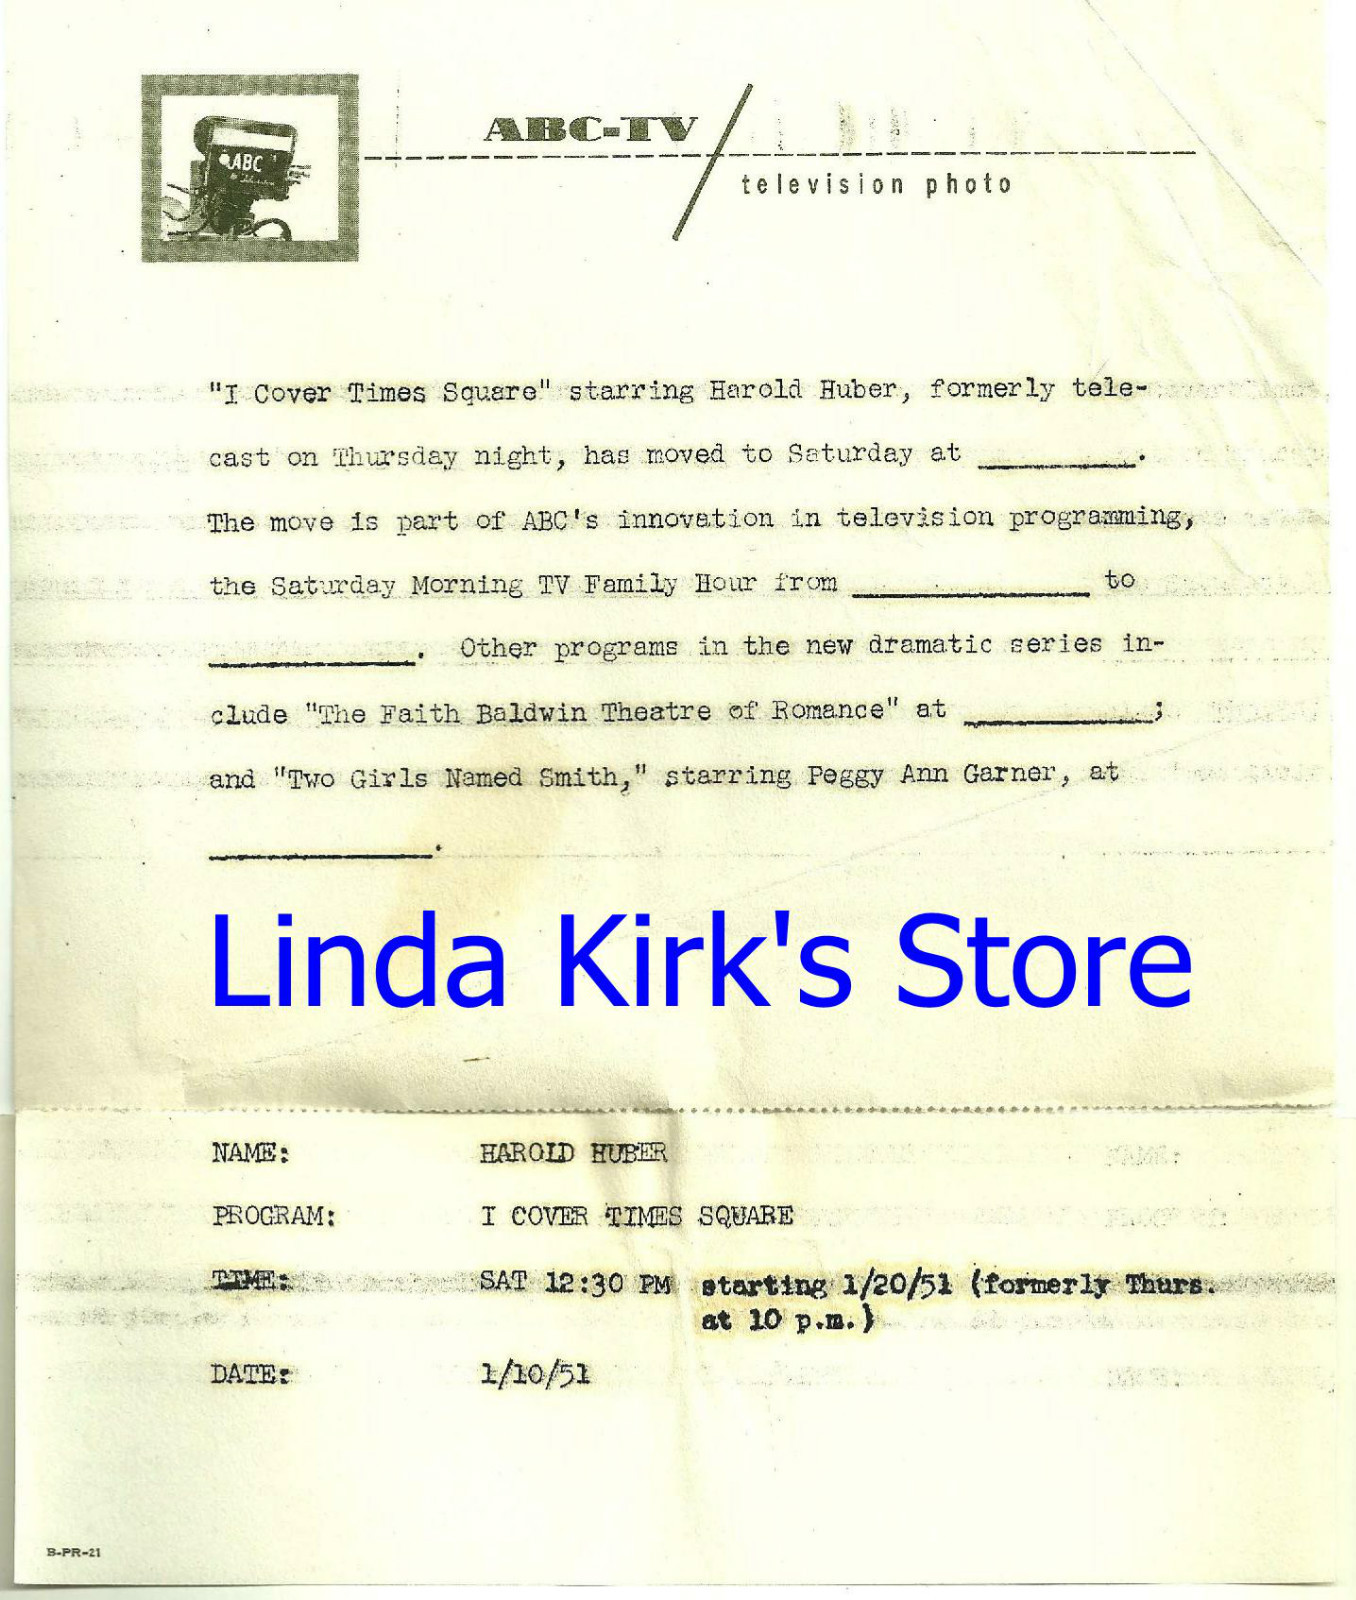 ABC
ABC-TV
television photo
"I Cover Times Square" starring Harold Huber, formerly tele-
cast on Thursday night, has moved to Saturday at __________.
The move is part of ABC's innovation in television programming,
the Saturday Morning TV Family Hour from _______________ to
_____________. Other programs in the new dramatic series in-
clude "The Faith Baldwin Theatre of Romance" at ____________;
and "Two Girls Named Smith," starring Peggy Ann Garner, at
______________.
Linda Kirk's Store
NAME: HAROLD HUBER
PROGRAM: I COVER TIMES SQUARE
TIME: SAT 12:30 PM starting 1/20/51 (formerly Thurs.
at 10 p.m.)
DATE: 1/10/51
B-PR-21